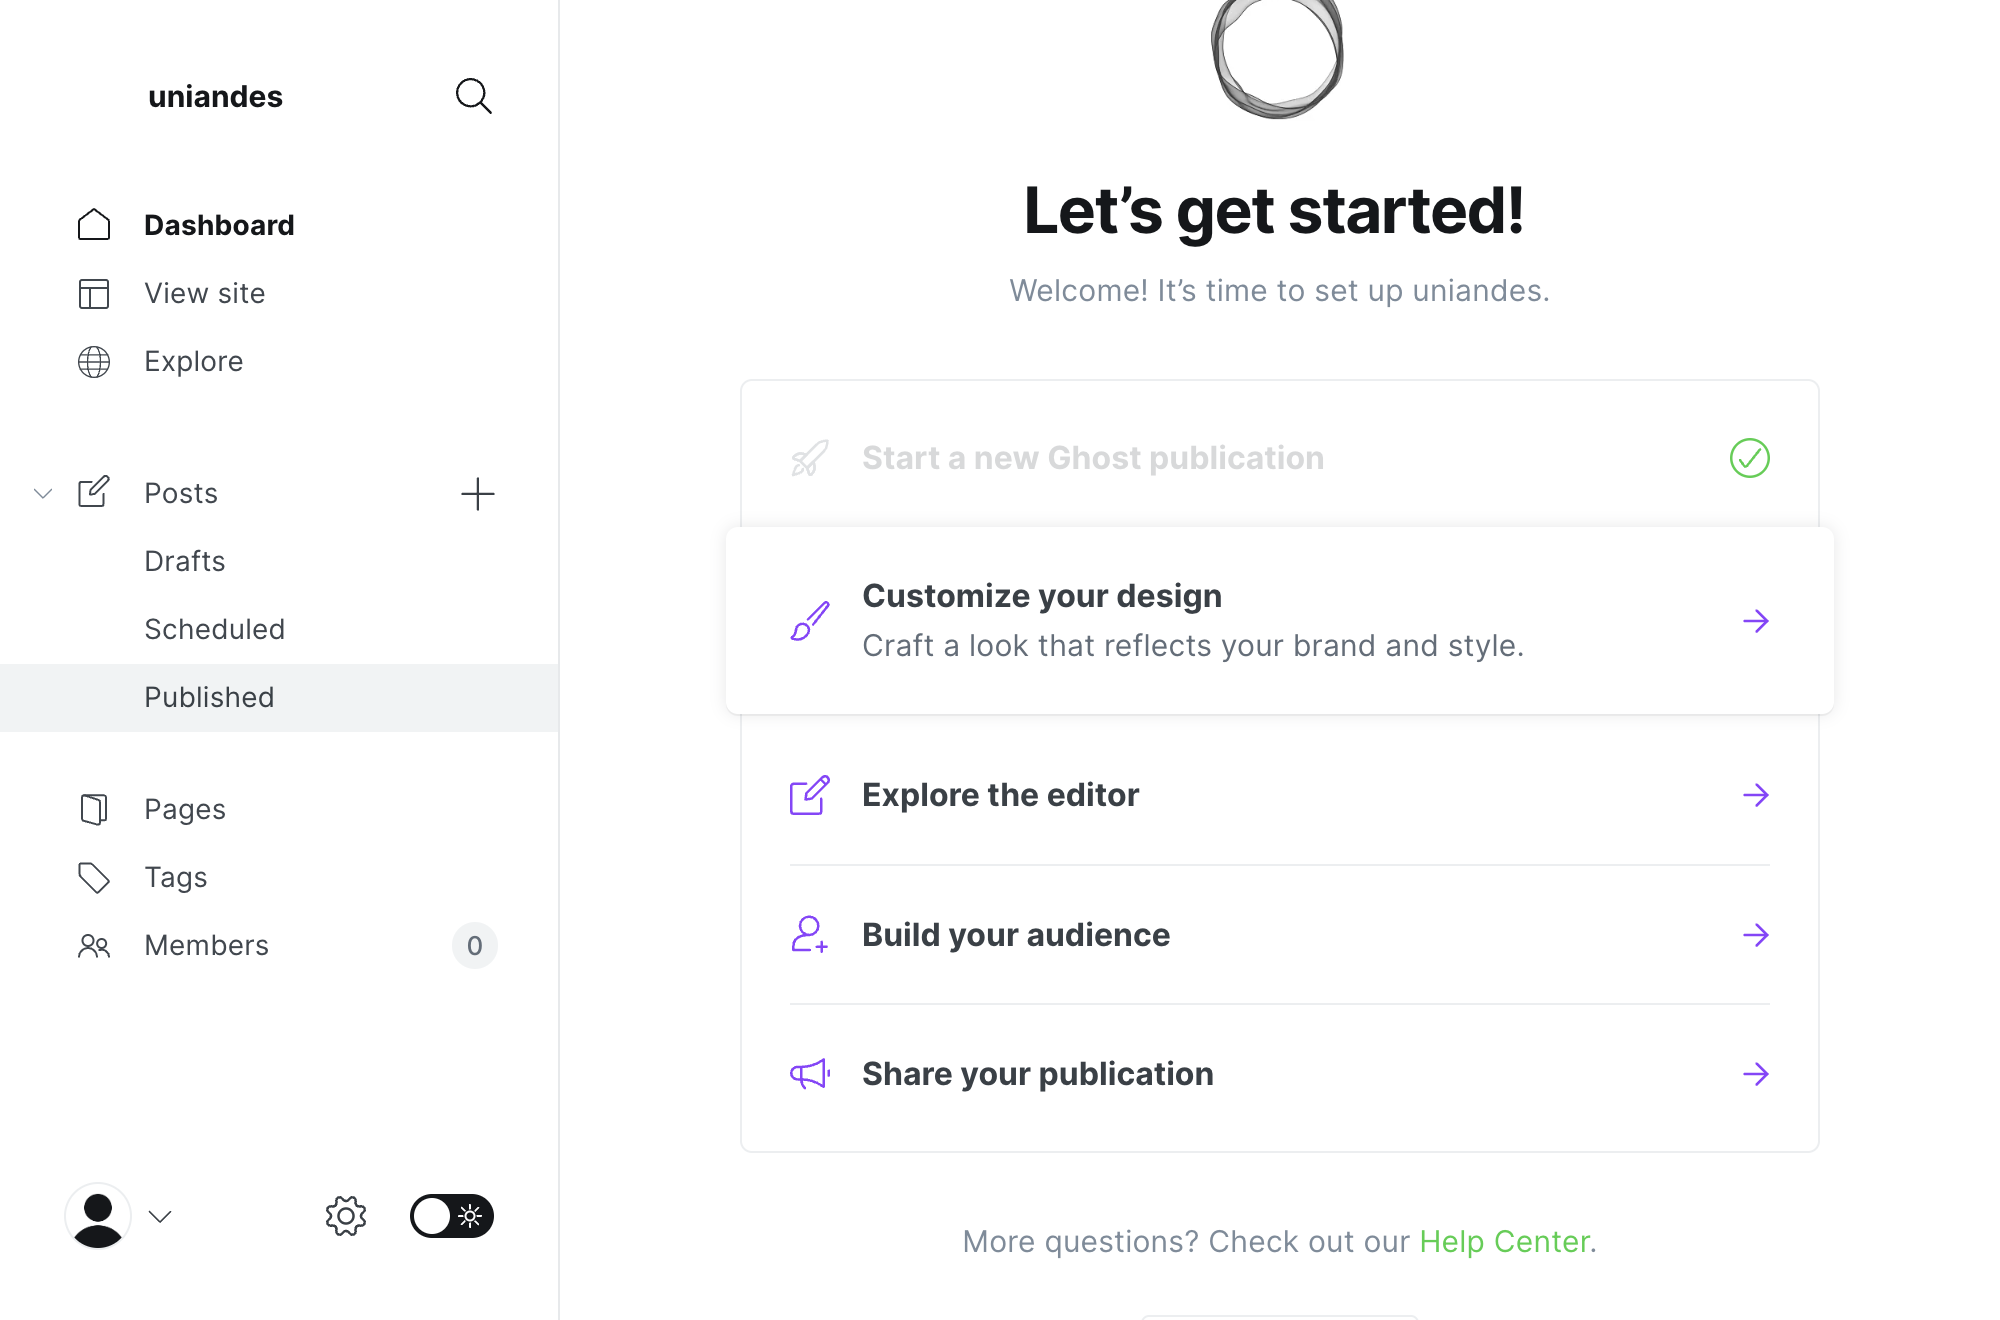 uniandes
Dashboard
View site
Explore
Posts
Drafts
Scheduled
Published
Pages
Tags
Members
0
Let’s get started!
Welcome! It’s time to set up uniandes.
Start a new Ghost publication
Customize your design
Craft a look that reflects your brand and style.
Explore the editor
Build your audience
Share your publication
More questions? Check out our Help Center.